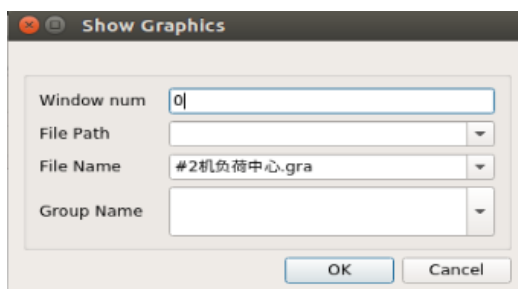 Show Graphics
Window num 0
File Path
File Name #2机负荷中心.gra
Group Name
OK Cancel